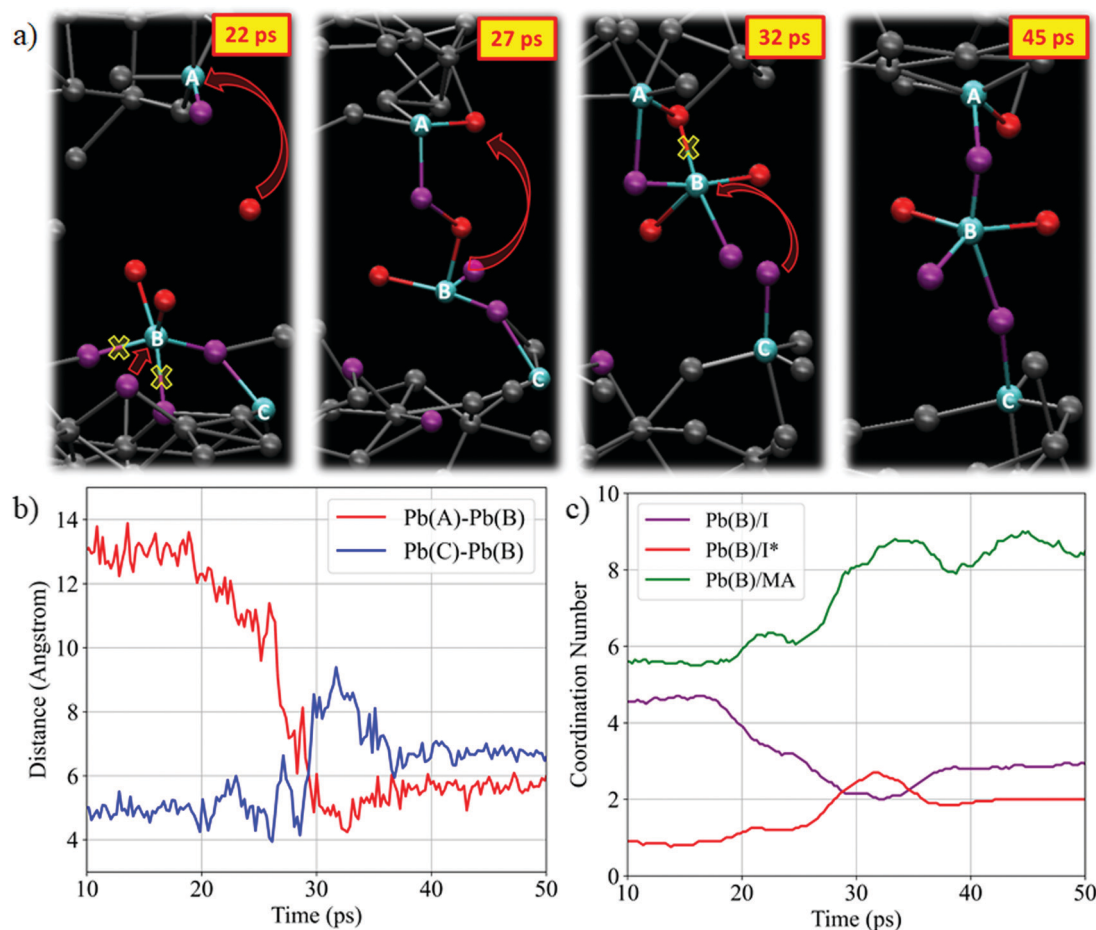 a)
22 ps
27 ps
32 ps
45 ps
A
B
C
A
B
C
A
B
C
A
B
C
b)
Pb(A)-Pb(B)
Pb(C)-Pb(B)
14
12
10
8
6
4
Distance (Angstrom)
10
20
30
40
50
Time (ps)
c)
Pb(B)/I
Pb(B)/I*
Pb(B)/MA
10
8
6
4
2
0
Coordination Number
10
20
30
40
50
Time (ps)